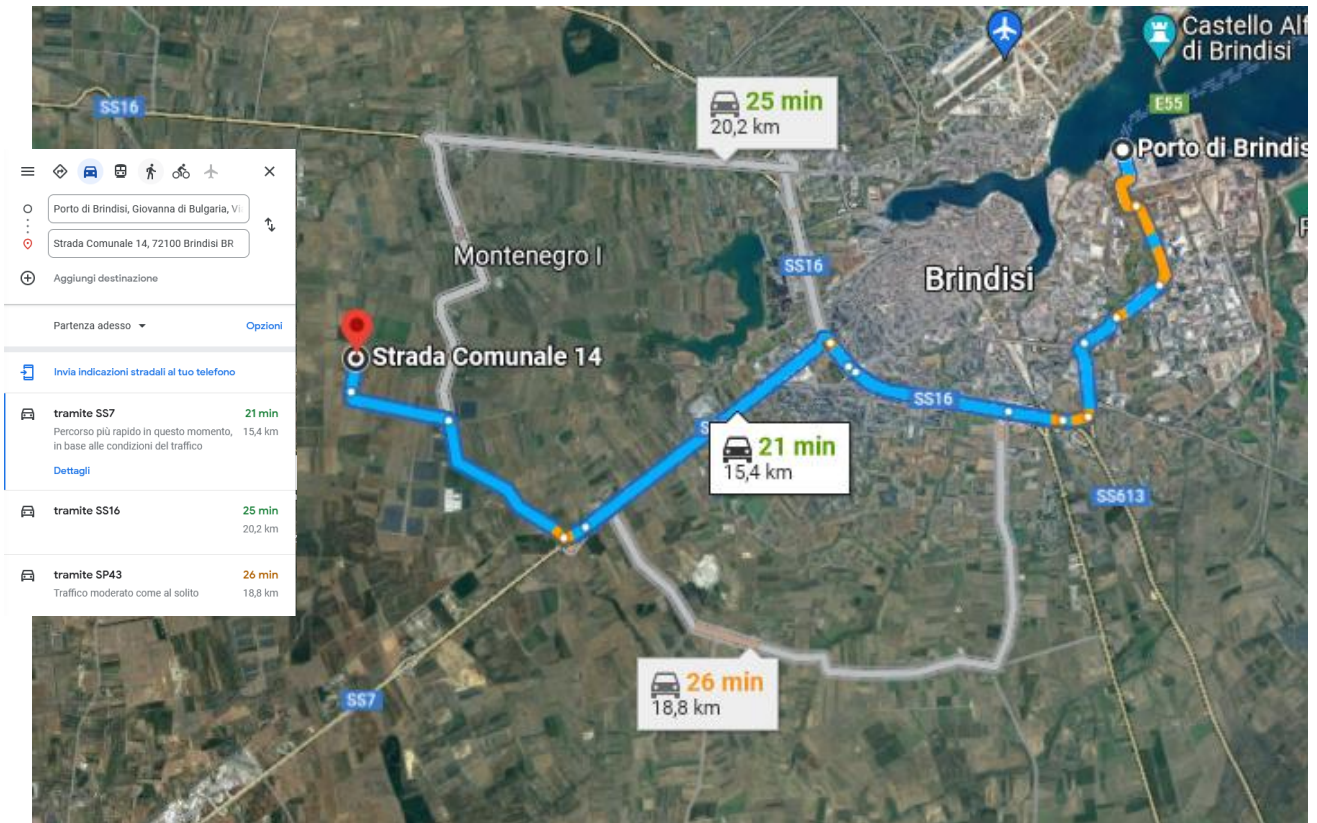 Porto di Brindisi, Giovanna di Bulgaria, Vi
Strada Comunale 14, 72100 Brindisi BR
Aggiungi destinazione
Partenza adesso
Opzioni
Invia indicazioni stradali al tuo telefono
tramite SS7
21 min
Percorso più rapido in questo momento,
15,4 km
in base alle condizioni del traffico
Dettagli
tramite SS16
25 min
20,2 km
tramite SP43
26 min
Traffico moderato come al solito
18,8 km
SS16
25 min
20,2 km
Castello Alf
di Brindisi
E55
Porto di Brindis
Montenegro I
SS16
Brindisi
Strada Comunale 14
SS16
S
21 min
15,4 km
SS613
26 min
18,8 km
SS7